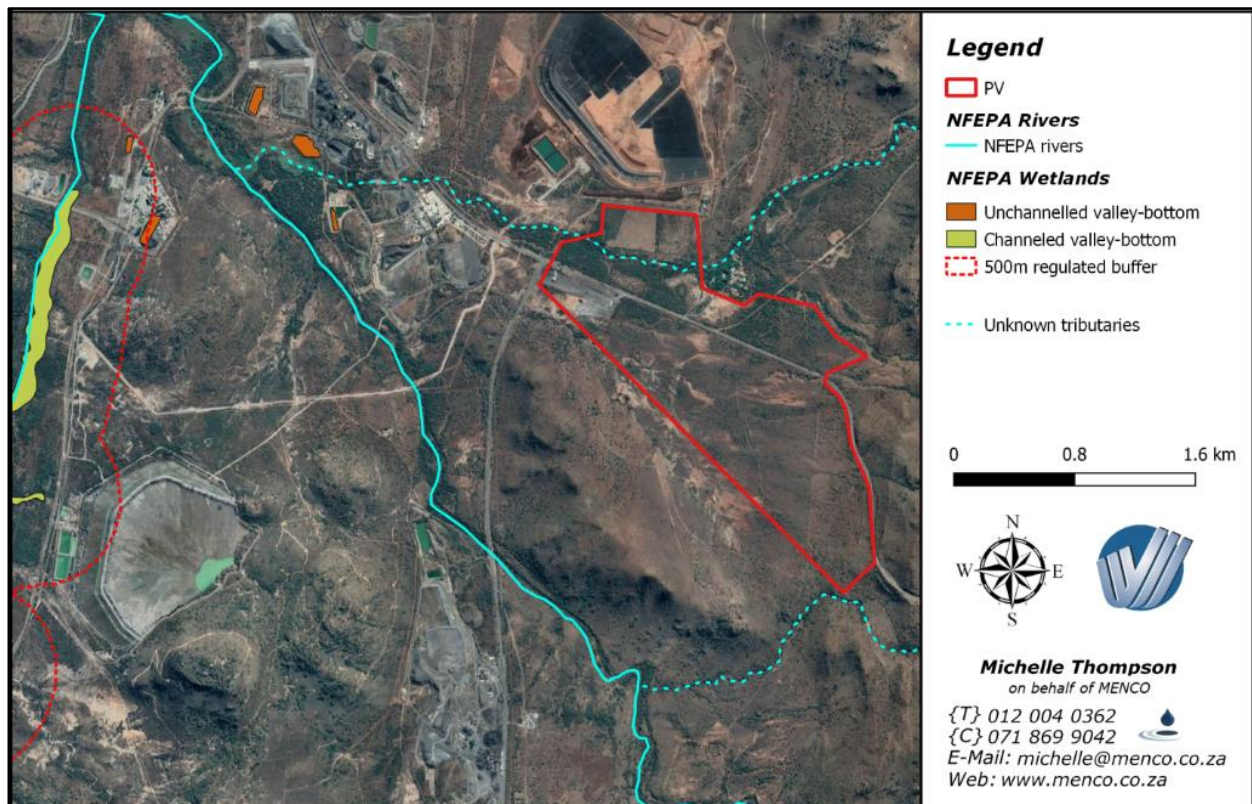 Legend
PV
NFEPA Rivers
NFEPA rivers
NFEPA Wetlands
Unchannelled valley-bottom
Channeled valley-bottom
500m regulated buffer
Unknown tributaries
0 0.8 1.6 km
N
W E
S
Michelle Thompson
on behalf of MENCO
{T} 012 004 0362
{C} 071 869 9042
E-Mail: michelle@menco.co.za
Web: www.menco.co.za